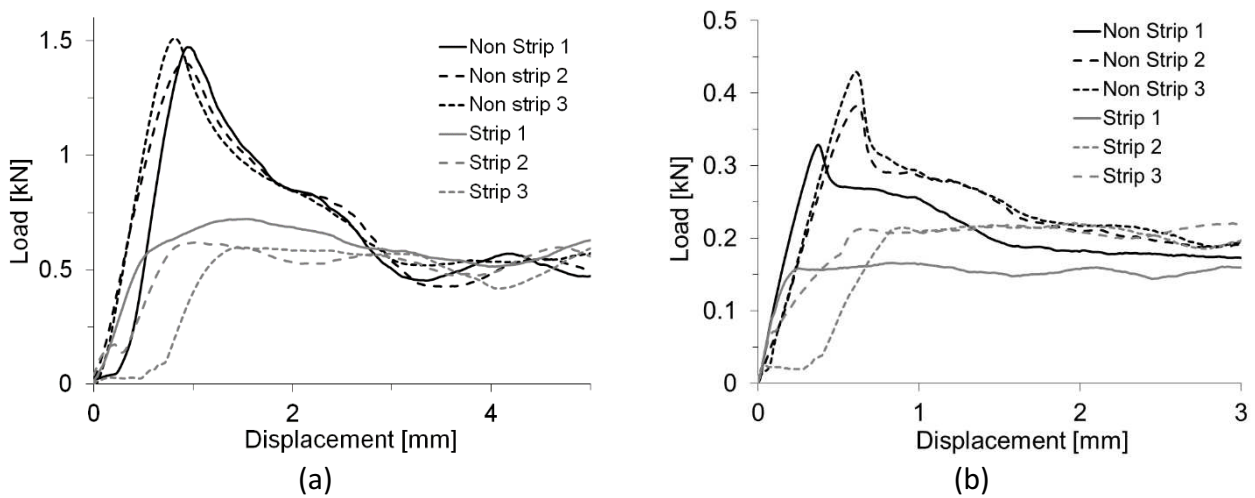 1.5
1
0.5
0
Load [kN]
0
2
4
Displacement [mm]
Non Strip 1
Non strip 2
Non strip 3
Strip 1
Strip 2
Strip 3
(a)
0.5
0.4
0.3
0.2
0.1
0
Load [kN]
0
1
2
3
Displacement [mm]
Non Strip 1
Non Strip 2
Non Strip 3
Strip 1
Strip 2
Strip 3
(b)